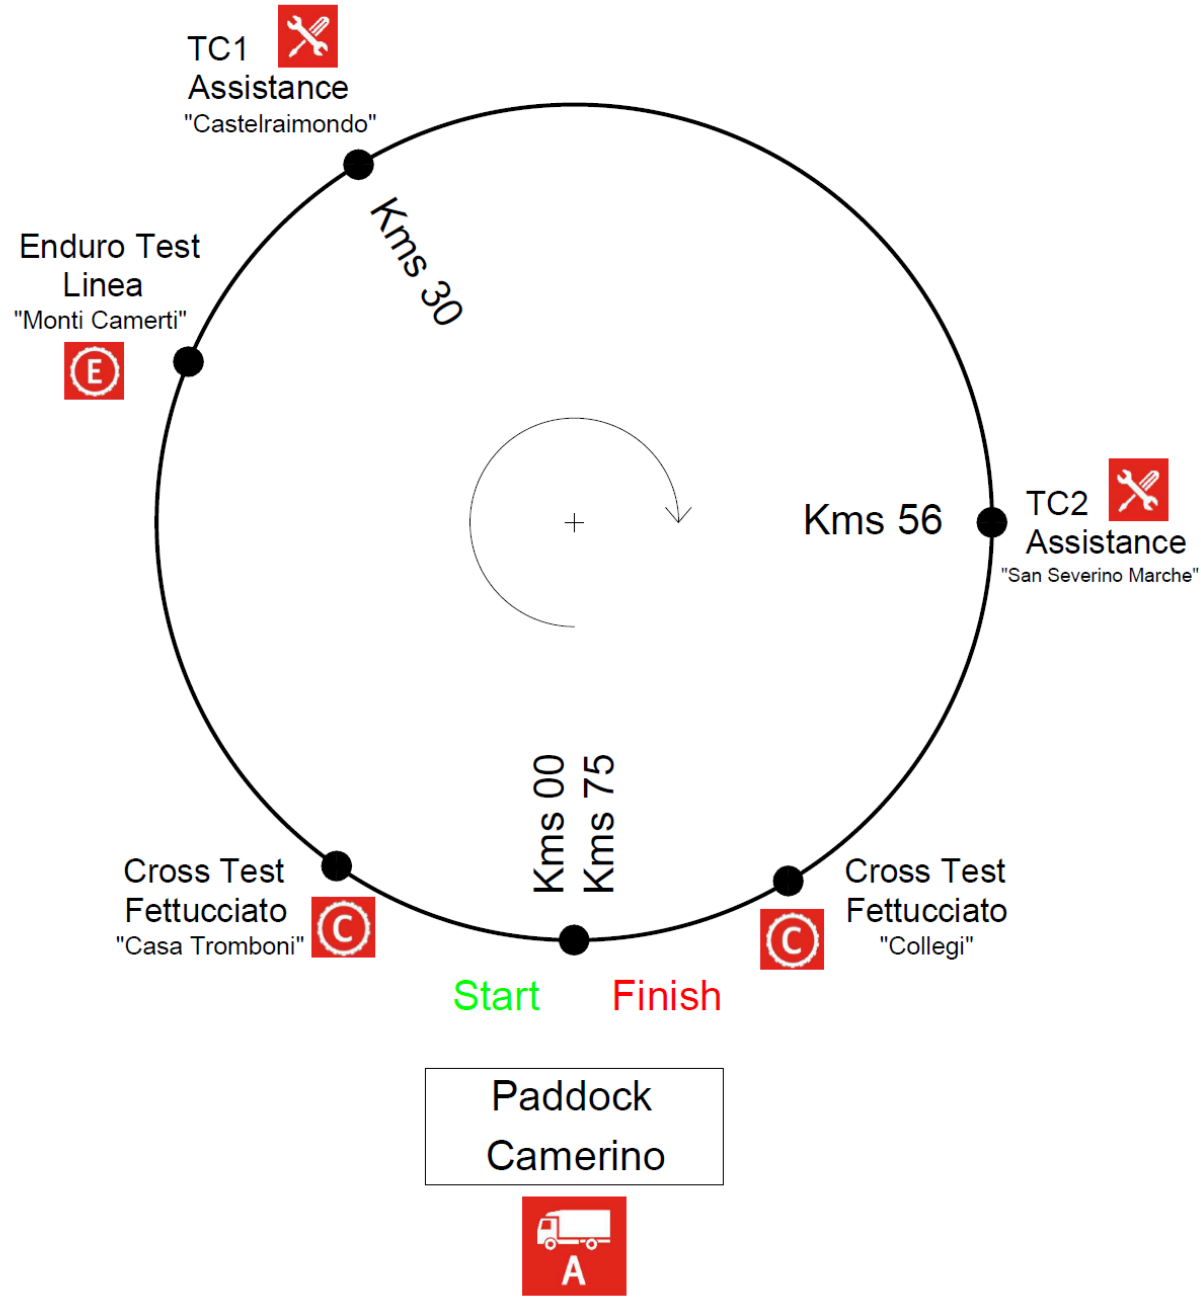 TC1
Assistance
"Castelraimondo"
Kms 30
Enduro Test
Linea
"Monti Camerti"
E
Kms 56
TC2
Assistance
"San Severino Marche"
Kms 00
Kms 75
Cross Test
Fettucciato
"Casa Tromboni"
C
Cross Test
Fettucciato
"Collegi"
C
Start
Finish
Paddock
Camerino
A